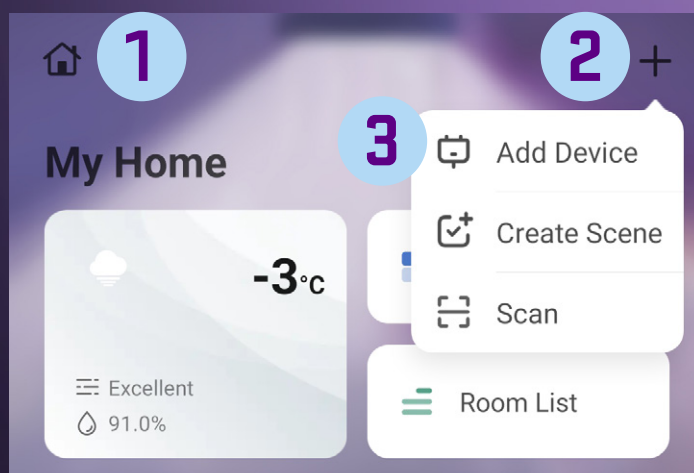 1
2
3
My Home
Add Device
Create Scene
Scan
-3°C
Excellent
91.0%
Room List